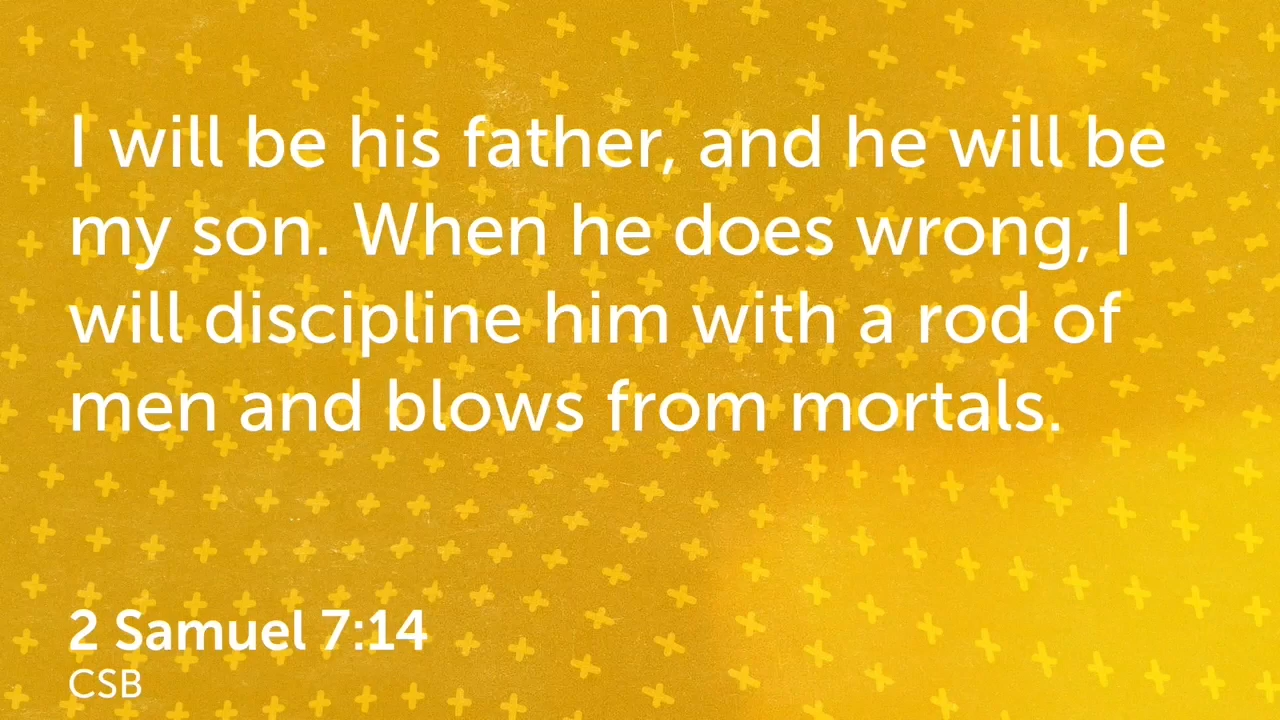 I will be his father, and he will be
my son. When he does wrong, I
will discipline him with a rod of
men and blows from mortals.
2 Samuel 7:14
CSB